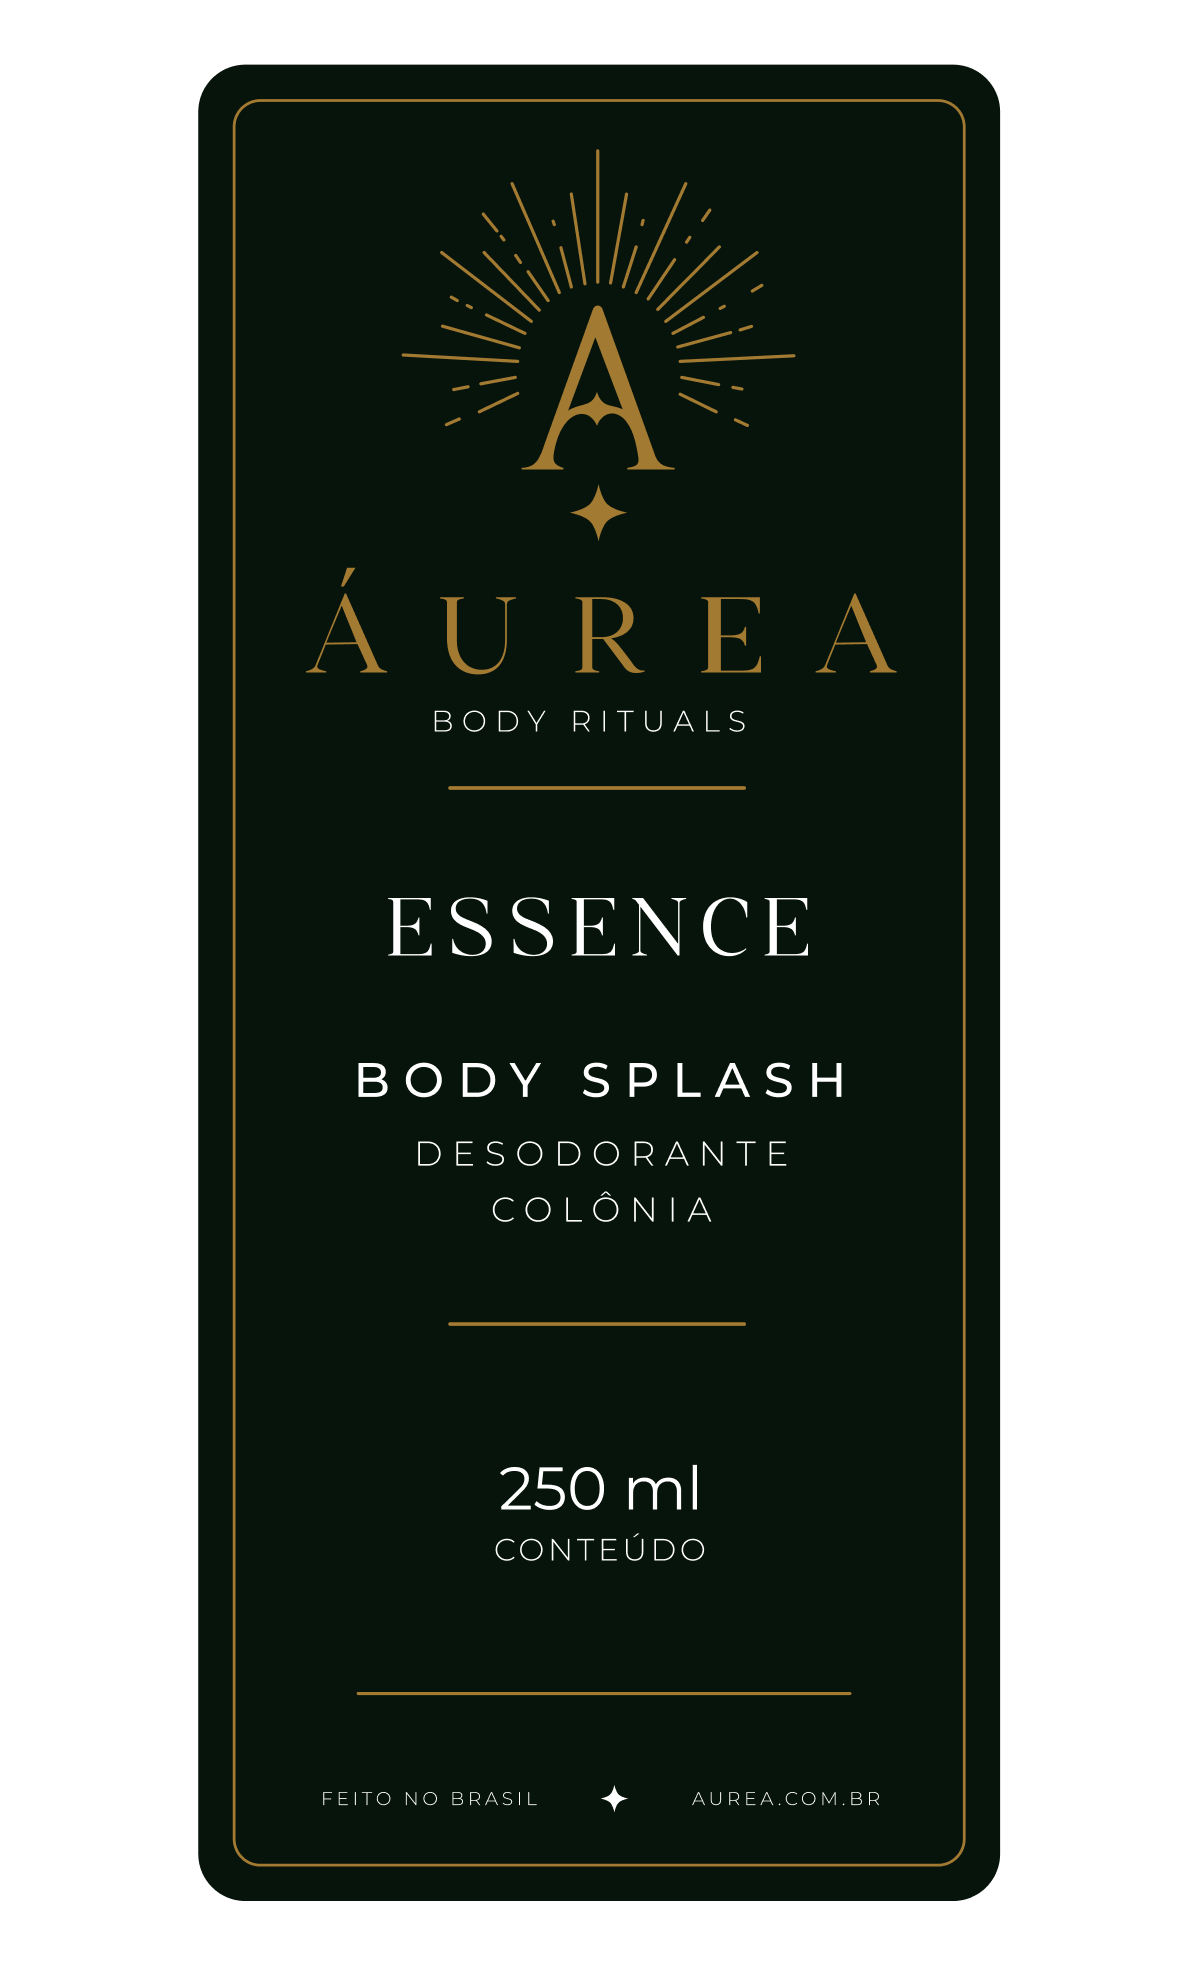 A
ÁUREA
BODY RITUALS
ESSENCE
BODY SPLASH
DESODORANTE
COLÔNIA
250 ml
CONTEÚDO
FEITO NO BRASIL ✦ AUREA.COM.BR